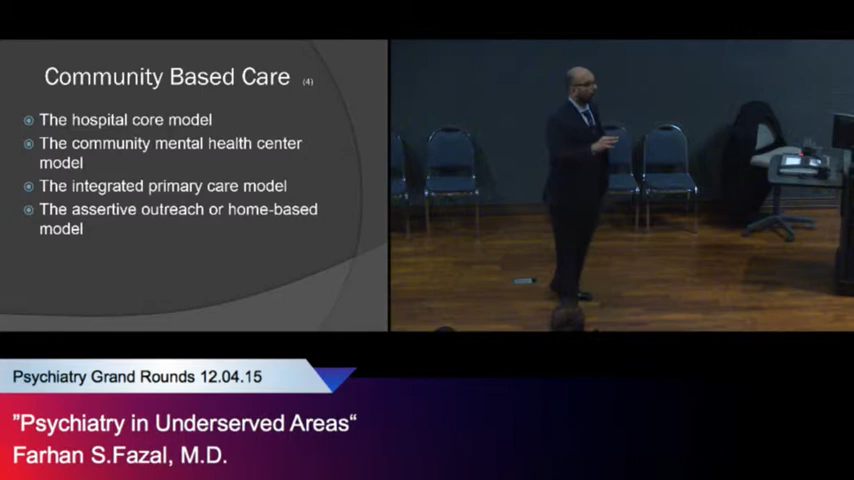 Community Based Care (4)
The hospital core model
The community mental health center
model
The integrated primary care model
The assertive outreach or home-based
model
Psychiatry Grand Rounds 12.04.15
”Psychiatry in Underserved Areas“
Farhan S.Fazal, M.D.